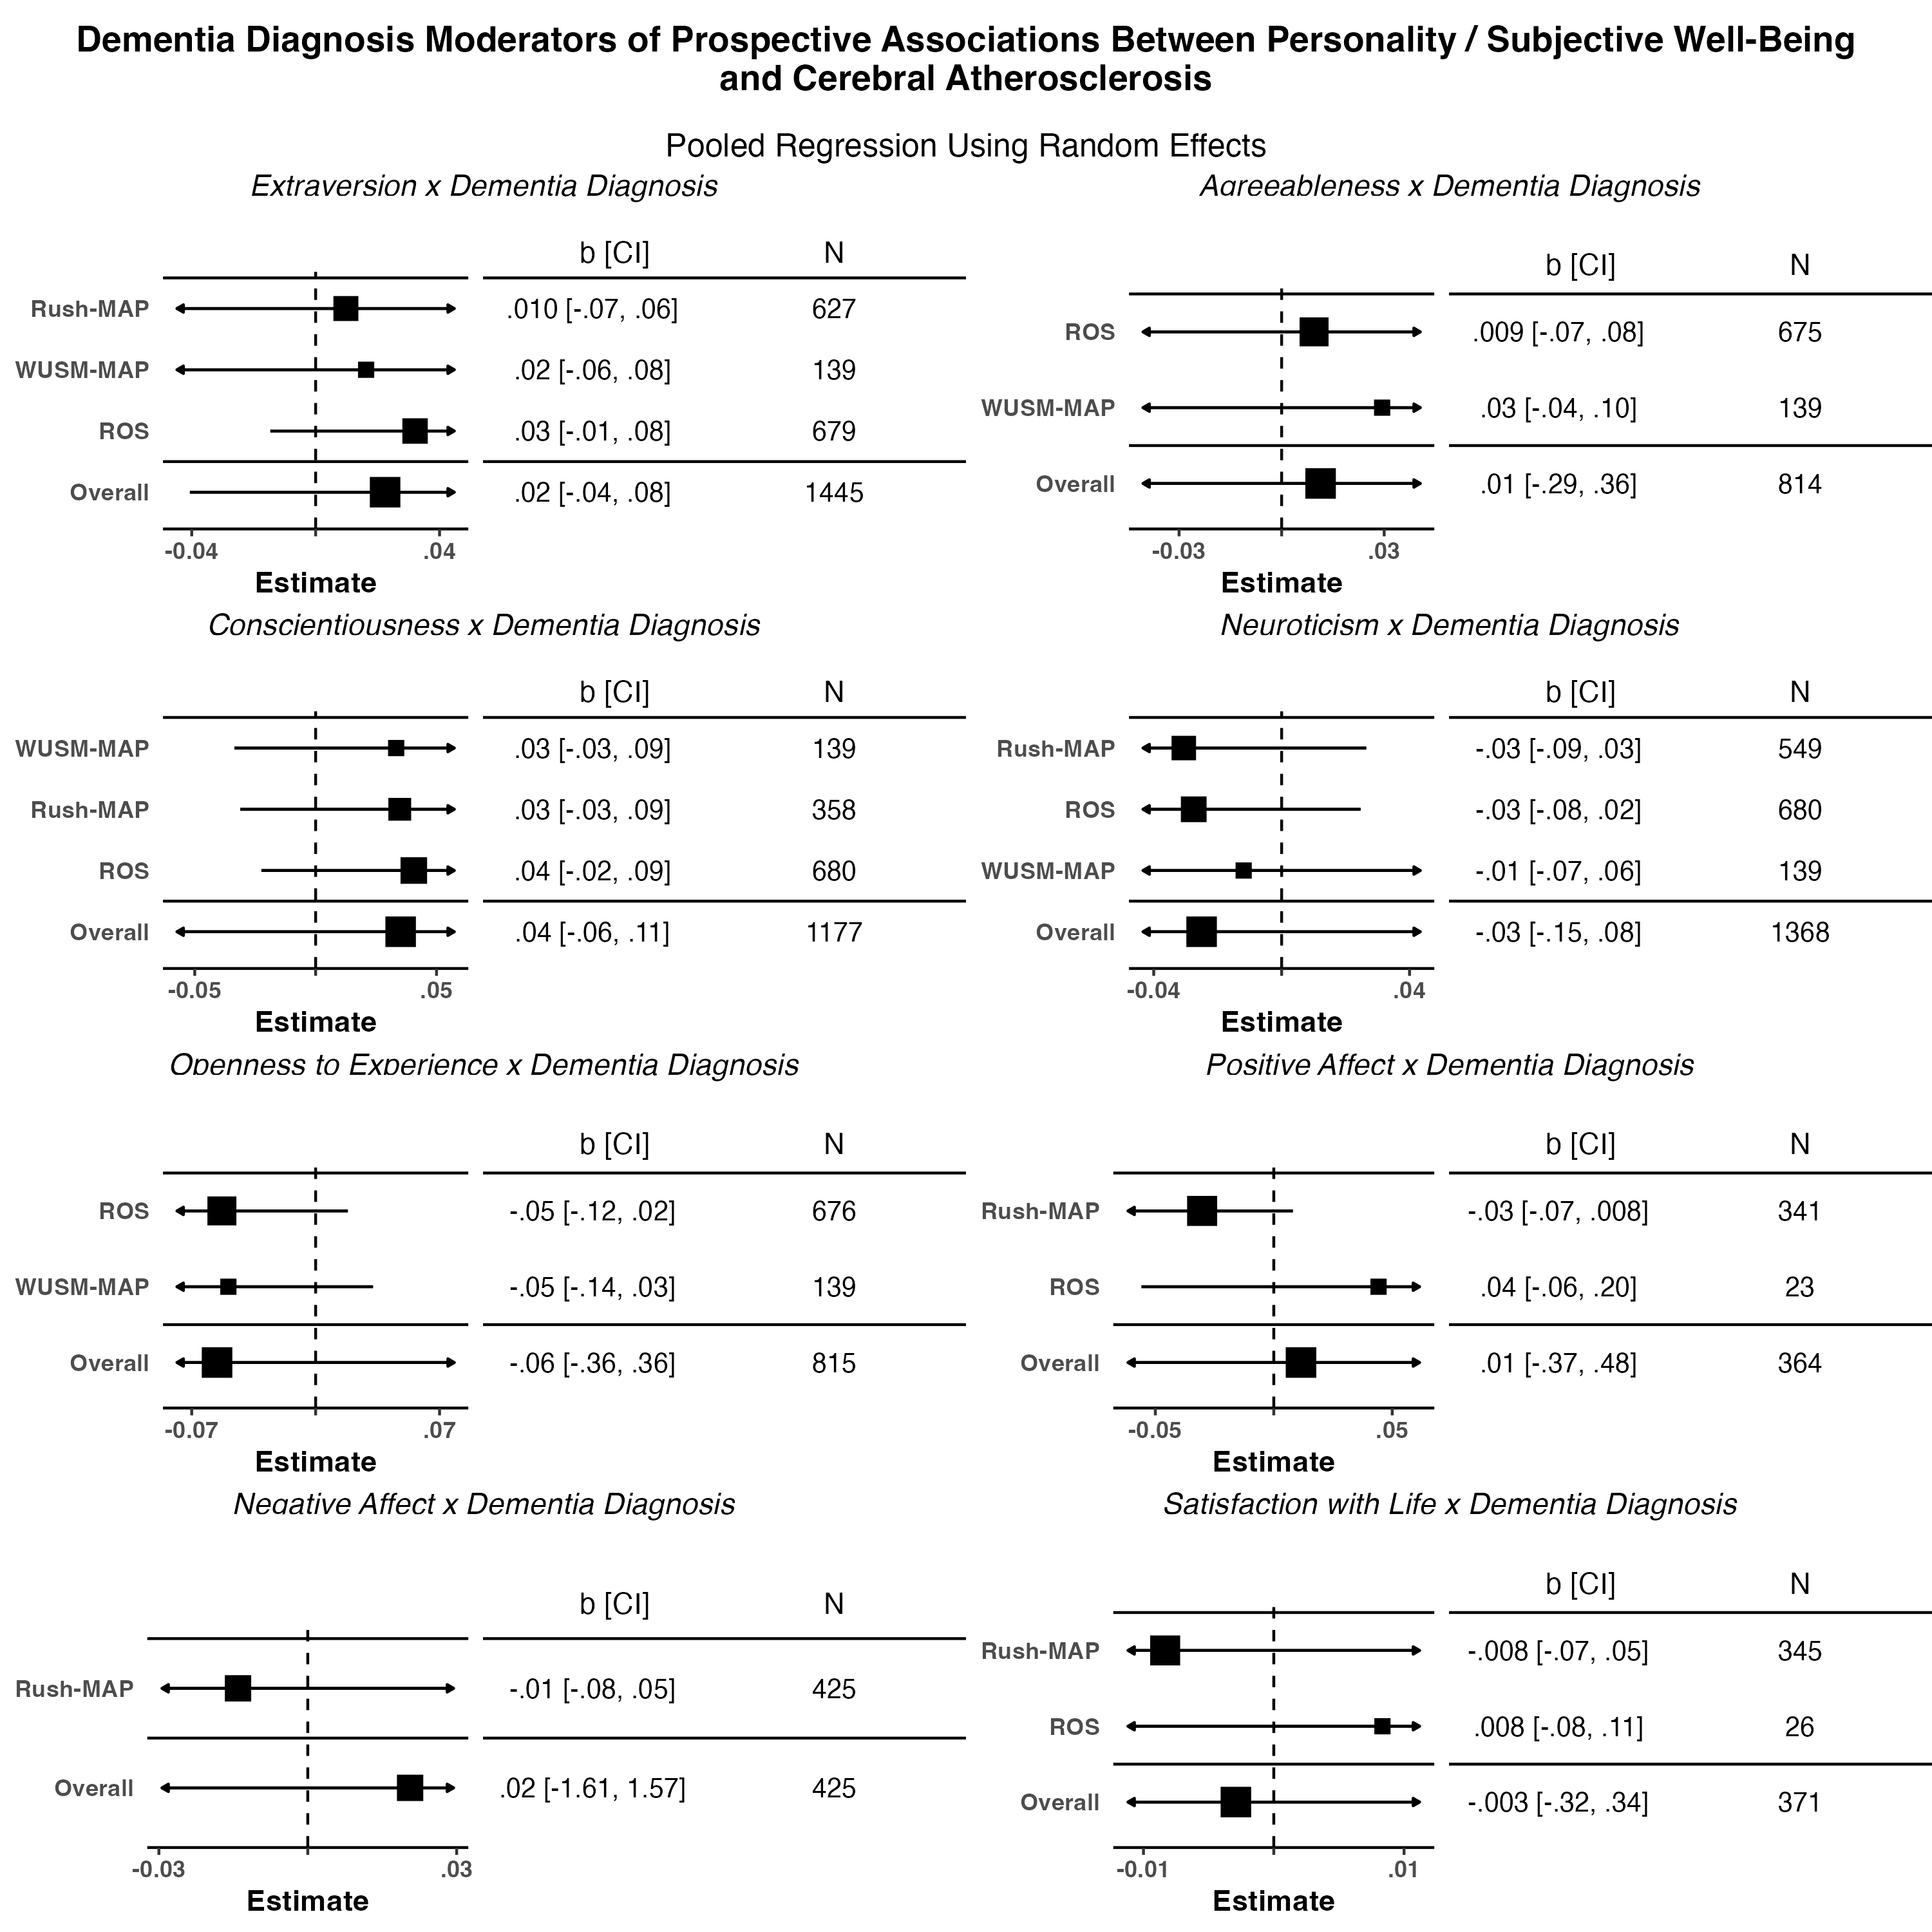 Dementia Diagnosis Moderators of Prospective Associations Between Personality / Subjective Well-Being
and Cerebral Atherosclerosis
Pooled Regression Using Random Effects
Extraversion x Dementia Diagnosis
b [CI] N
Rush-MAP .010 [-.07, .06] 627
WUSM-MAP .02 [-.06, .08] 139
ROS .03 [-.01, .08] 679
Overall .02 [-.04, .08] 1445
-0.04 .04
Estimate
Agreeableness x Dementia Diagnosis
b [CI] N
ROS .009 [-.07, .08] 675
WUSM-MAP .03 [-.04, .10] 139
Overall .01 [-.29, .36] 814
-0.03 .03
Estimate
Conscientiousness x Dementia Diagnosis
b [CI] N
WUSM-MAP .03 [-.03, .09] 139
Rush-MAP .03 [-.03, .09] 358
ROS .04 [-.02, .09] 680
Overall .04 [-.06, .11] 1177
-0.05 .05
Estimate
Neuroticism x Dementia Diagnosis
b [CI] N
Rush-MAP -.03 [-.09, .03] 549
ROS -.03 [-.08, .02] 680
WUSM-MAP -.01 [-.07, .06] 139
Overall -.03 [-.15, .08] 1368
-0.04 .04
Estimate
Openness to Experience x Dementia Diagnosis
b [CI] N
ROS -.05 [-.12, .02] 676
WUSM-MAP -.05 [-.14, .03] 139
Overall -.06 [-.36, .36] 815
-0.07 .07
Estimate
Positive Affect x Dementia Diagnosis
b [CI] N
Rush-MAP -.03 [-.07, .008] 341
ROS .04 [-.06, .20] 23
Overall .01 [-.37, .48] 364
-0.05 .05
Estimate
Negative Affect x Dementia Diagnosis
b [CI] N
Rush-MAP -.01 [-.08, .05] 425
Overall .02 [-1.61, 1.57] 425
-0.03 .03
Estimate
Satisfaction with Life x Dementia Diagnosis
b [CI] N
Rush-MAP -.008 [-.07, .05] 345
ROS .008 [-.08, .11] 26
Overall -.003 [-.32, .34] 371
-0.01 .01
Estimate